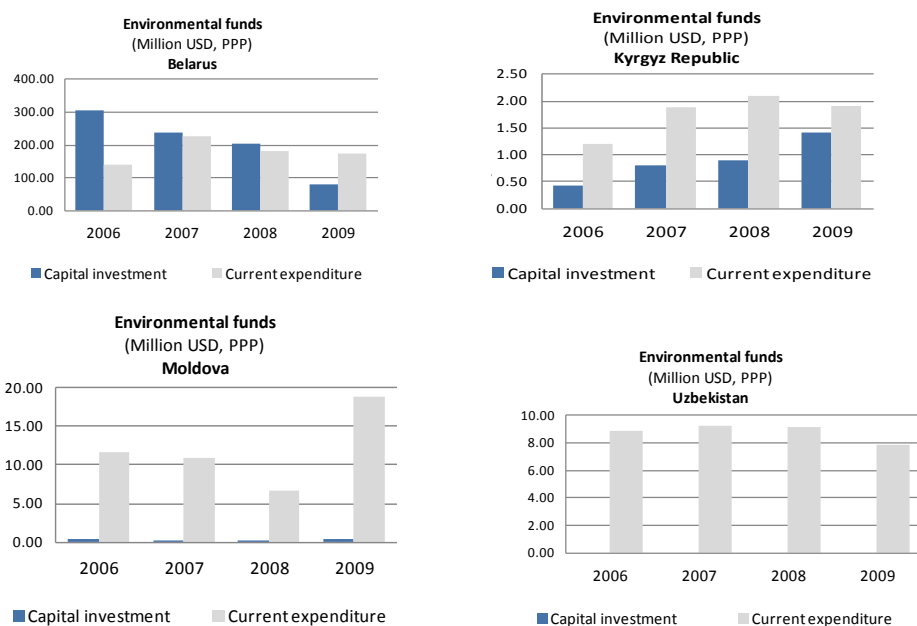 Environmental funds
(Million USD, PPP)
Belarus
400.00
300.00
200.00
100.00
0.00
2006 2007 2008 2009
Capital investment Current expenditure
Environmental funds
(Million USD, PPP)
Kyrgyz Republic
2.50
2.00
1.50
1.00
0.50
0.00
2006 2007 2008 2009
Capital investment Current expenditure
Environmental funds
(Million USD, PPP)
Moldova
20.00
15.00
10.00
5.00
0.00
2006 2007 2008 2009
Capital investment Current expenditure
Environmental funds
(Million USD, PPP)
Uzbekistan
10.00
8.00
6.00
4.00
2.00
0.00
2006 2007 2008 2009
Capital investment Current expenditure